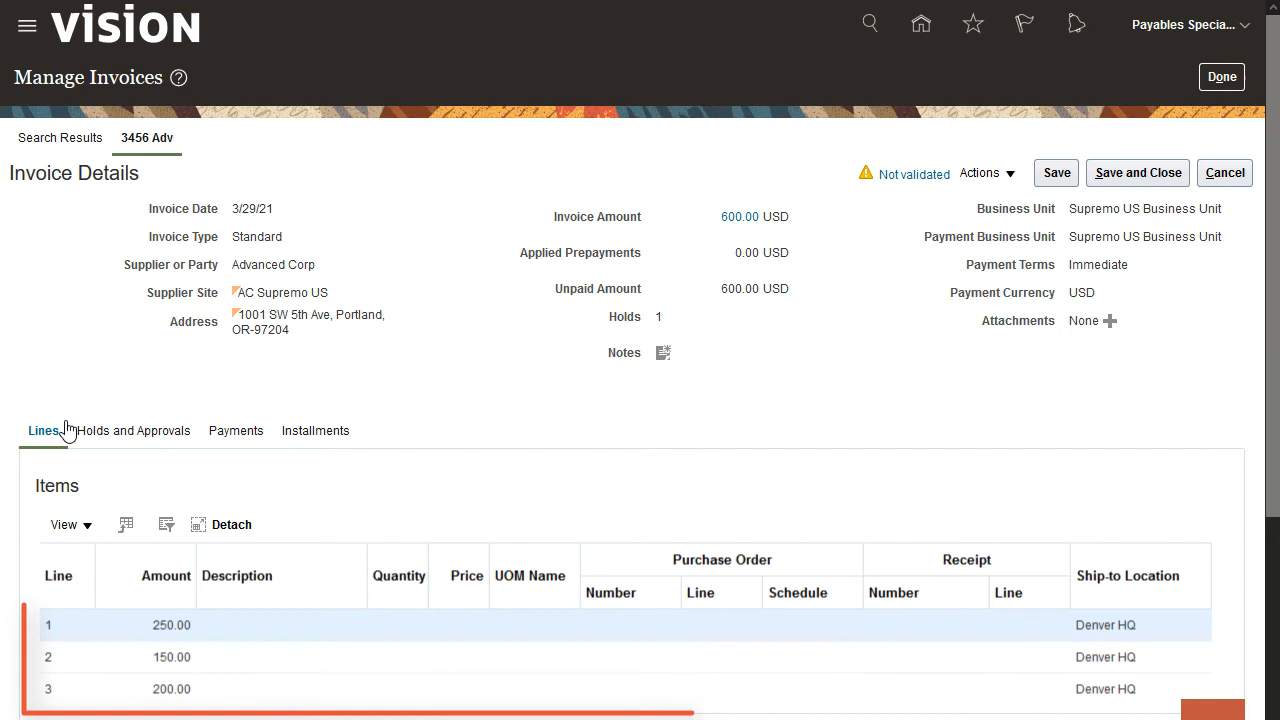 vision
Payables Specia...
Manage Invoices ?
Done
Search Results
3456 Adv
Invoice Details
Not validated
Actions
Save
Save and Close
Cancel
Invoice Date 3/29/21
Invoice Type Standard
Supplier or Party Advanced Corp
Supplier Site AC Supremo US
Address 1001 SW 5th Ave, Portland,
OR-97204
Invoice Amount 600.00 USD
Applied Prepayments 0.00 USD
Unpaid Amount 600.00 USD
Holds 1
Notes
Business Unit Supremo US Business Unit
Payment Business Unit Supremo US Business Unit
Payment Terms Immediate
Payment Currency USD
Attachments None
Lines Holds and Approvals Payments Installments
Items
View Detach
Purchase Order Receipt
Line Amount Description Quantity Price UOM Name Number Line Schedule Number Line Ship-to Location
1 250.00 Denver HQ
2 150.00 Denver HQ
3 200.00 Denver HQ